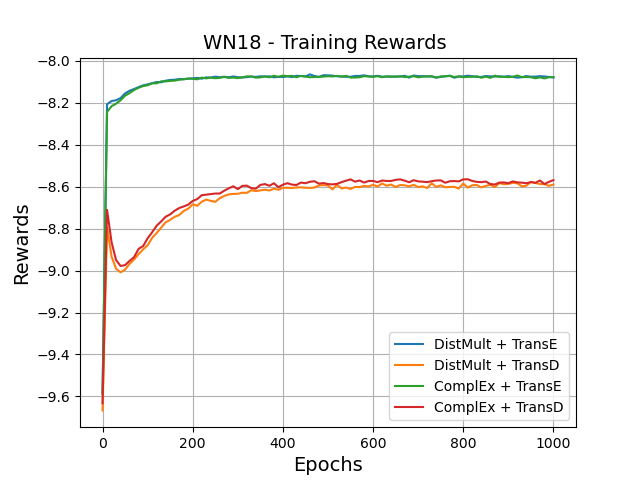 WN18 - Training Rewards
−8.0
−8.2
−8.4
−8.6
−8.8
−9.0
−9.2
−9.4
−9.6
Rewards
DistMult + TransE
DistMult + TransD
ComplEx + TransE
ComplEx + TransD
0 200 400 600 800 1000
Epochs